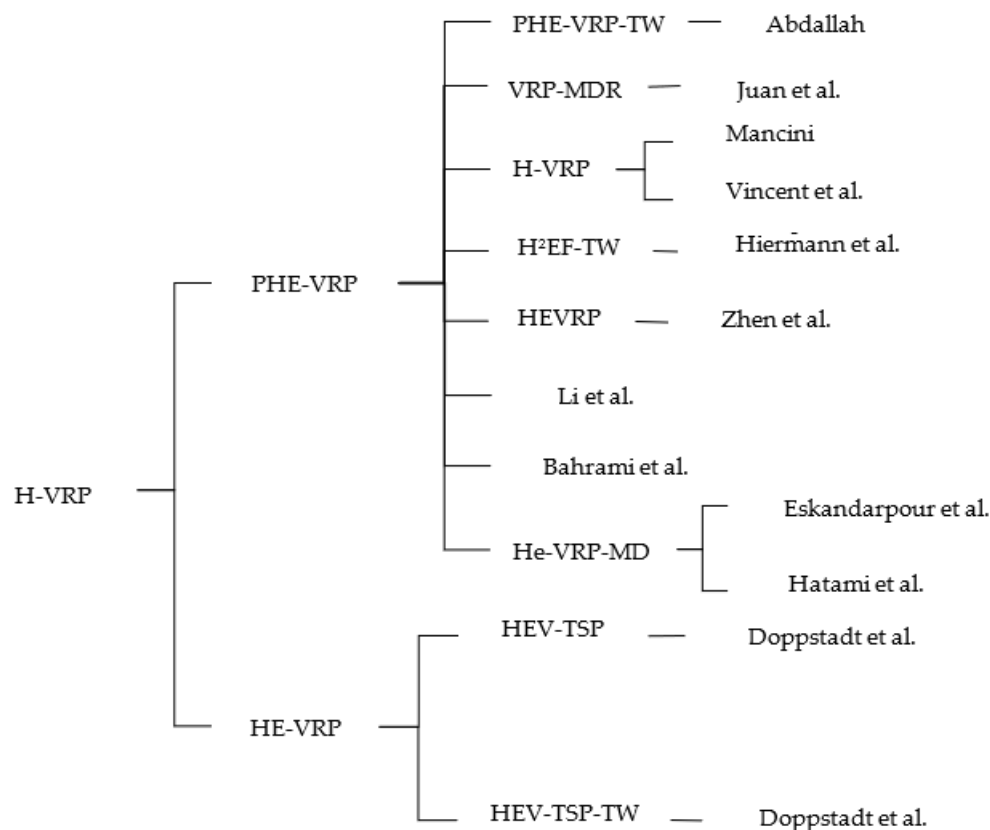 PHE-VRP-TW
Abdallah
VRP-MDR
Juan et al.
Mancini
H-VRP
Vincent et al.
H²EF-TW
Hiermann et al.
PHE-VRP
HEVRP
Zhen et al.
Li et al.
Bahrami et al.
H-VRP
Eskandarpour et al.
He-VRP-MD
Hatami et al.
HEV-TSP
Doppstadt et al.
HE-VRP
HEV-TSP-TW
Doppstadt et al.